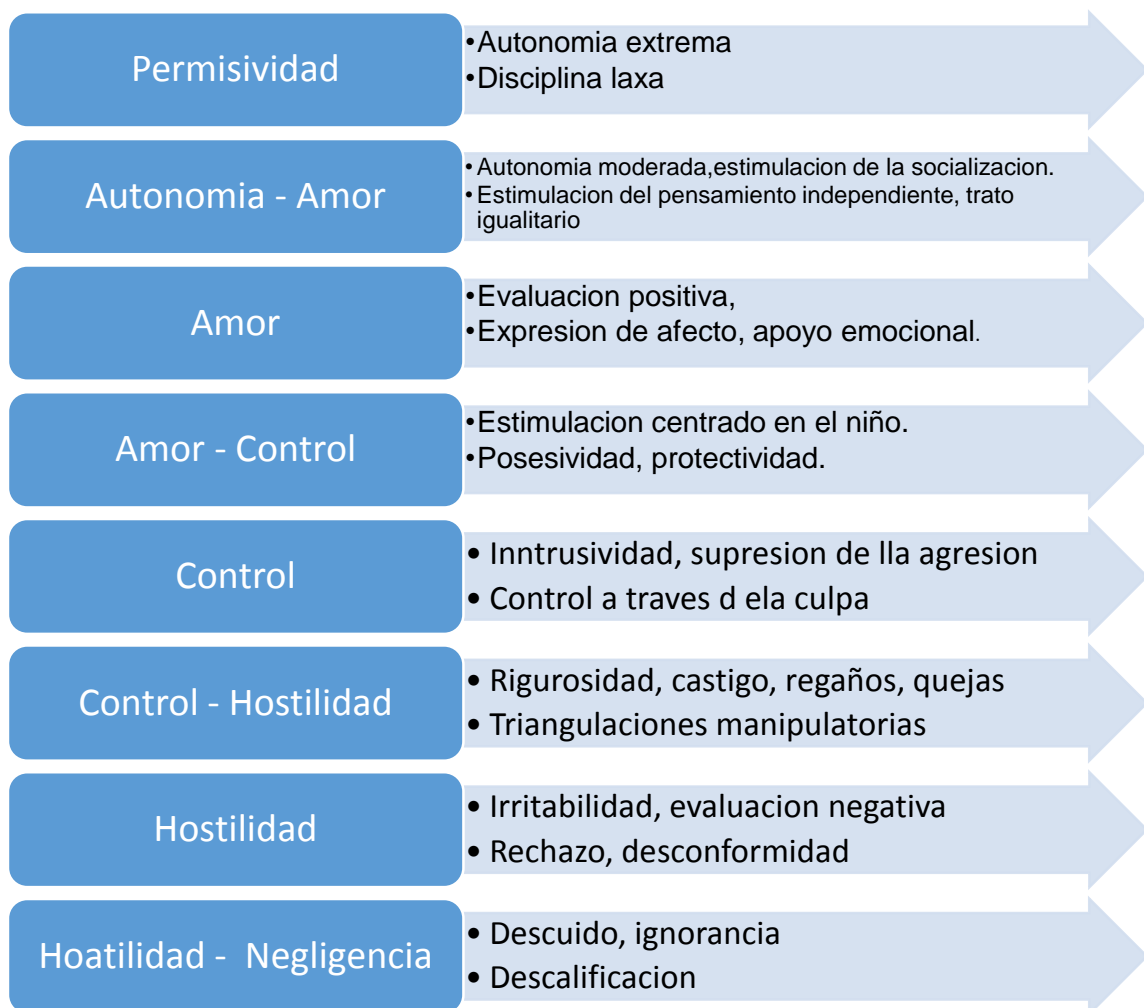 Permisividad
•Autonomia extrema
•Disciplina laxa
Autonomia - Amor
• Autonomia moderada,estimulacion de la socializacion.
• Estimulacion del pensamiento independiente, trato
igualitario
Amor
•Evaluacion positiva,
•Expresion de afecto, apoyo emocional.
Amor - Control
•Estimulacion centrado en el niño.
•Posesividad, protectividad.
Control
• Inntrusividad, supresion de lla agresion
• Control a traves d ela culpa
Control - Hostilidad
• Rigurosidad, castigo, regaños, quejas
• Triangulaciones manipulatorias
Hostilidad
• Irritabilidad, evaluacion negativa
• Rechazo, desconformidad
Hoatilidad - Negligencia
• Descuido, ignorancia
• Descalificacion